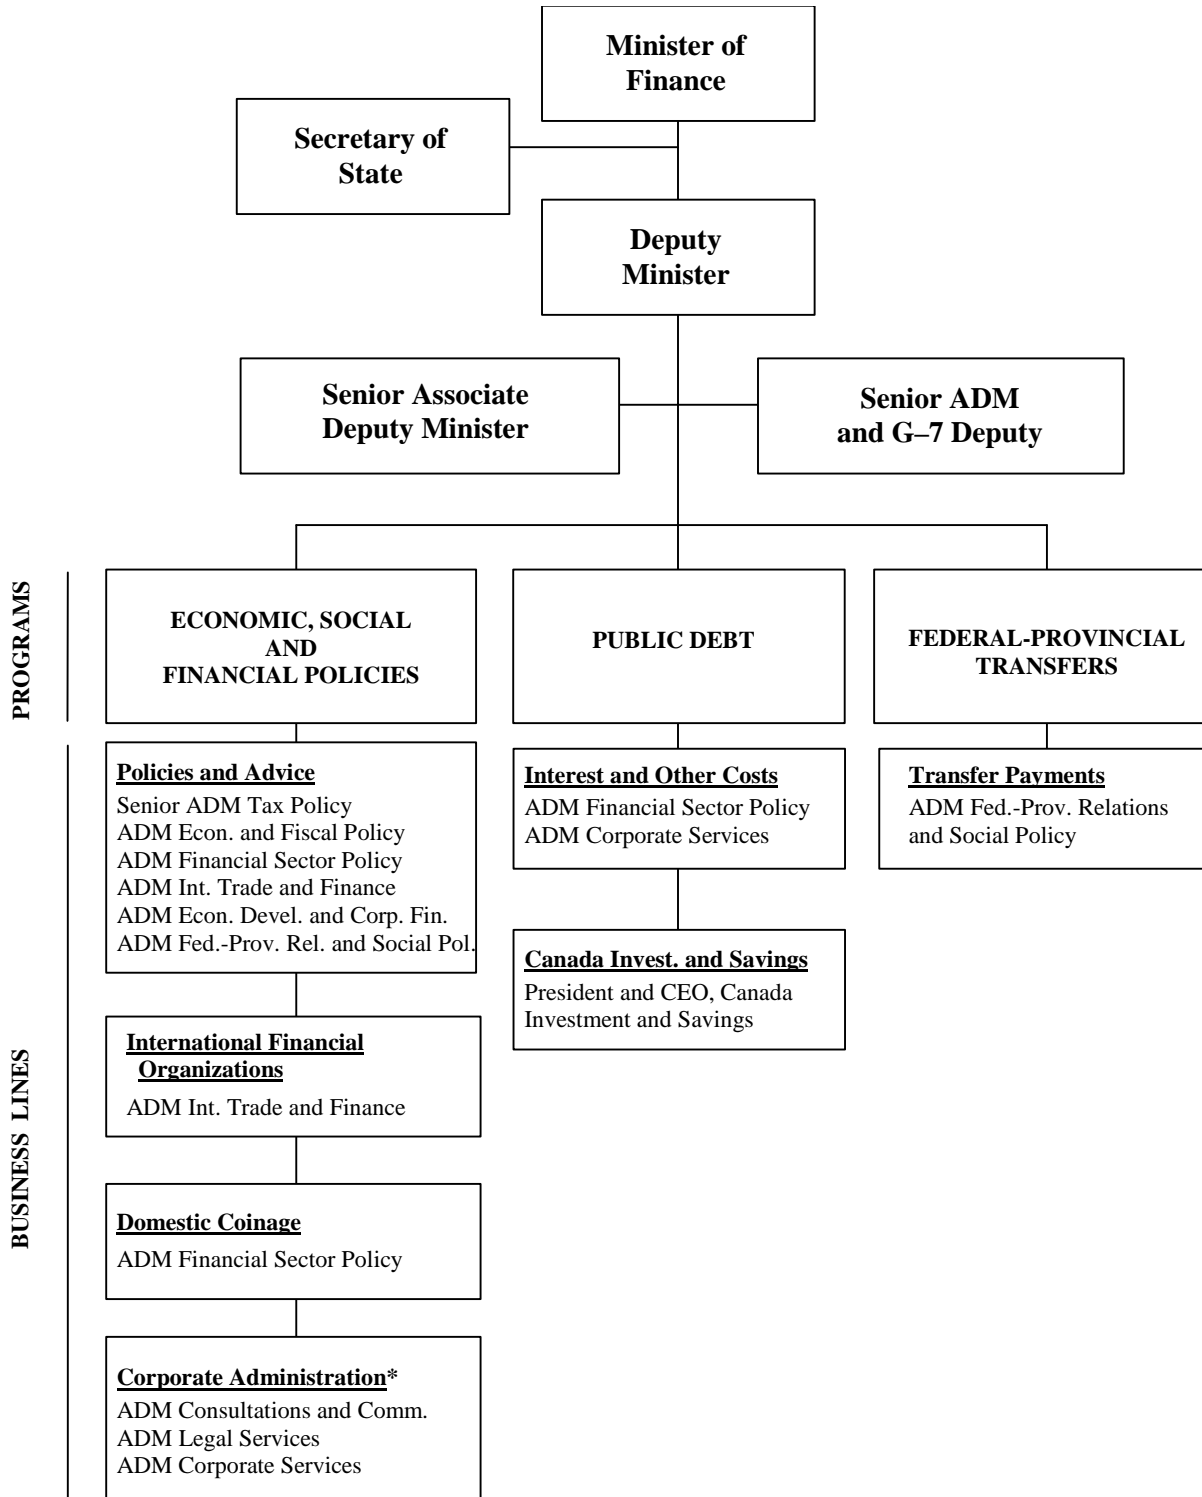 Minister of
Finance
Secretary of
State
Deputy
Minister
Senior Associate
Deputy Minister
Senior ADM
and G–7 Deputy
PROGRAMS
ECONOMIC, SOCIAL
AND
FINANCIAL POLICIES
PUBLIC DEBT
FEDERAL-PROVINCIAL
TRANSFERS
BUSINESS LINES
Policies and Advice
Senior ADM Tax Policy
ADM Econ. and Fiscal Policy
ADM Financial Sector Policy
ADM Int. Trade and Finance
ADM Econ. Devel. and Corp. Fin.
ADM Fed.-Prov. Rel. and Social Pol.
International Financial
Organizations
ADM Int. Trade and Finance
Domestic Coinage
ADM Financial Sector Policy
Corporate Administration*
ADM Consultations and Comm.
ADM Legal Services
ADM Corporate Services
Interest and Other Costs
ADM Financial Sector Policy
ADM Corporate Services
Canada Invest. and Savings
President and CEO, Canada
Investment and Savings
Transfer Payments
ADM Fed.-Prov. Relations
and Social Policy